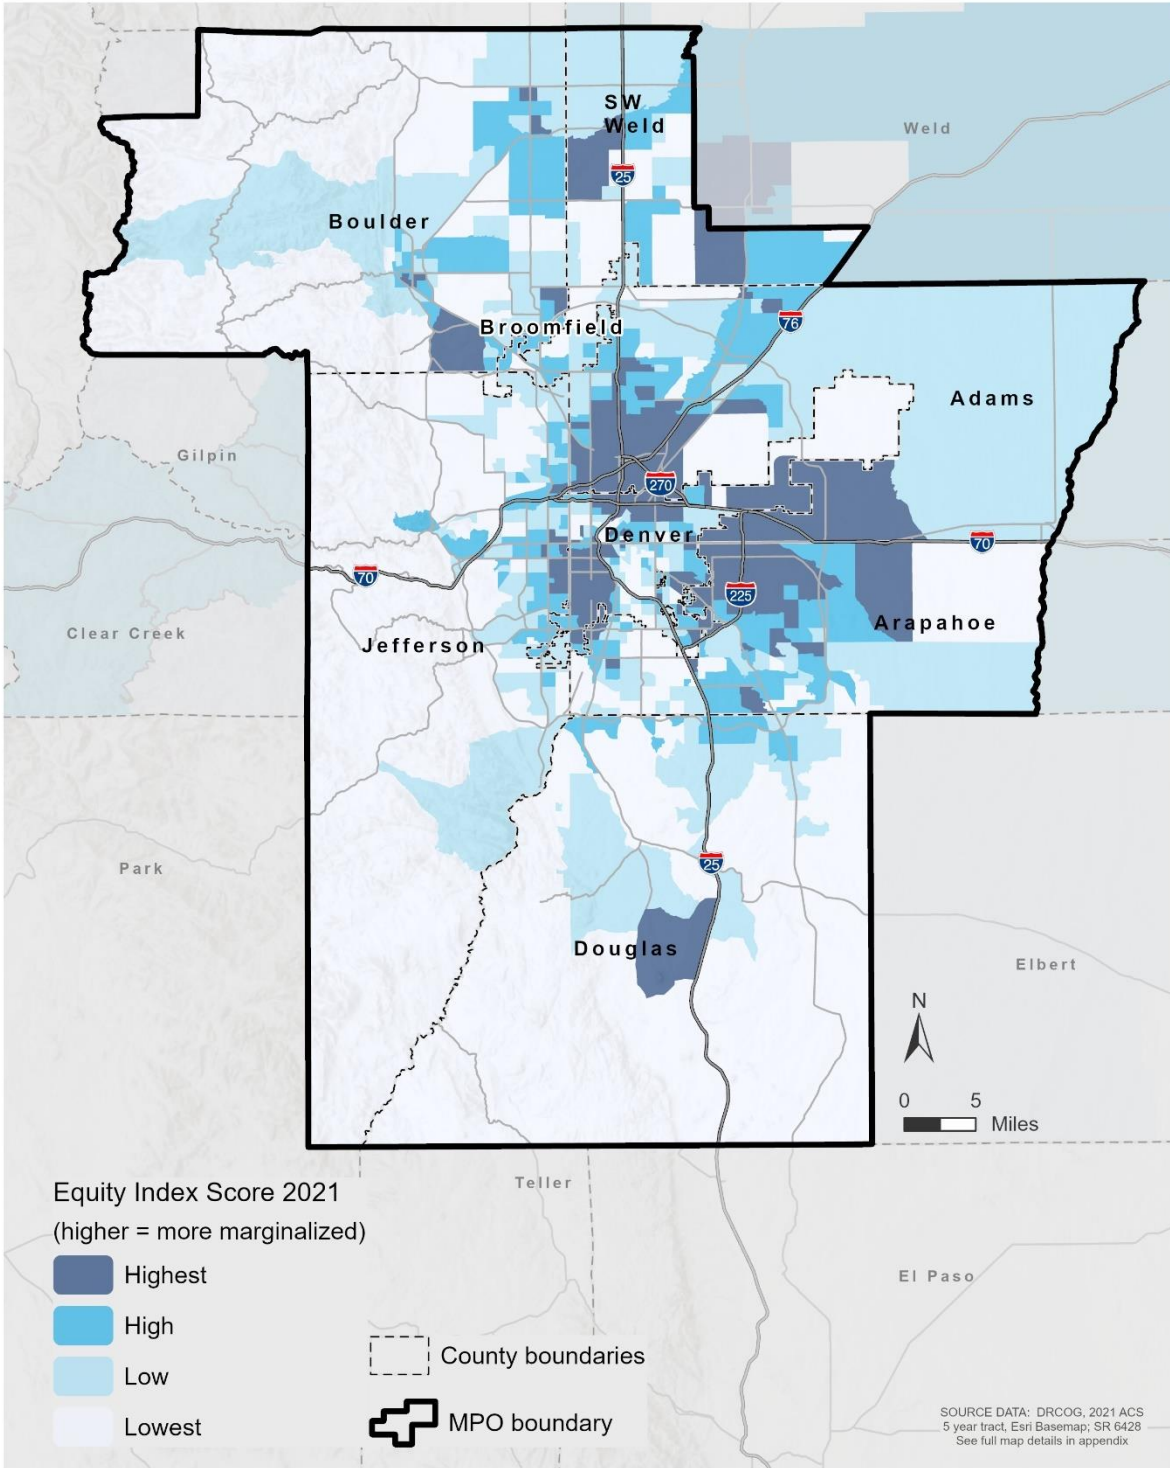 SW
Weld
Weld
25
Boulder
Broomfield
76
Adams
Gilpin
270
Denver
70
70
225
Clear Creek
Jefferson
Arapahoe
Park
25
Douglas
Elbert
N
0 5
Miles
Teller
Equity Index Score 2021
(higher = more marginalized)
Highest
High
Low
Lowest
El Paso
County boundaries
MPO boundary
SOURCE DATA: DRCOG, 2021 ACS
5 year tract, Esri Basemap; SR 6428
See full map details in appendix